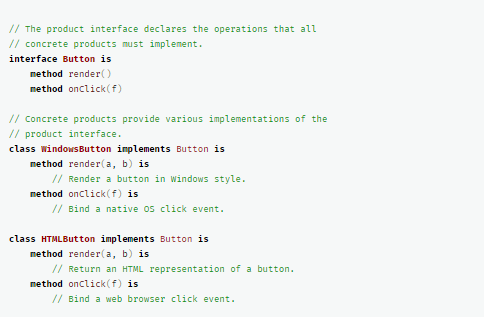 // The product interface declares the operations that all
// concrete products must implement.
interface Button is
    method render()
    method onClick(f)

// Concrete products provide various implementations of the
// product interface.
class WindowsButton implements Button is
    method render(a, b) is
        // Render a button in Windows style.
    method onClick(f) is
        // Bind a native OS click event.

class HTMLButton implements Button is
    method render(a, b) is
        // Return an HTML representation of a button.
    method onClick(f) is
        // Bind a web browser click event.